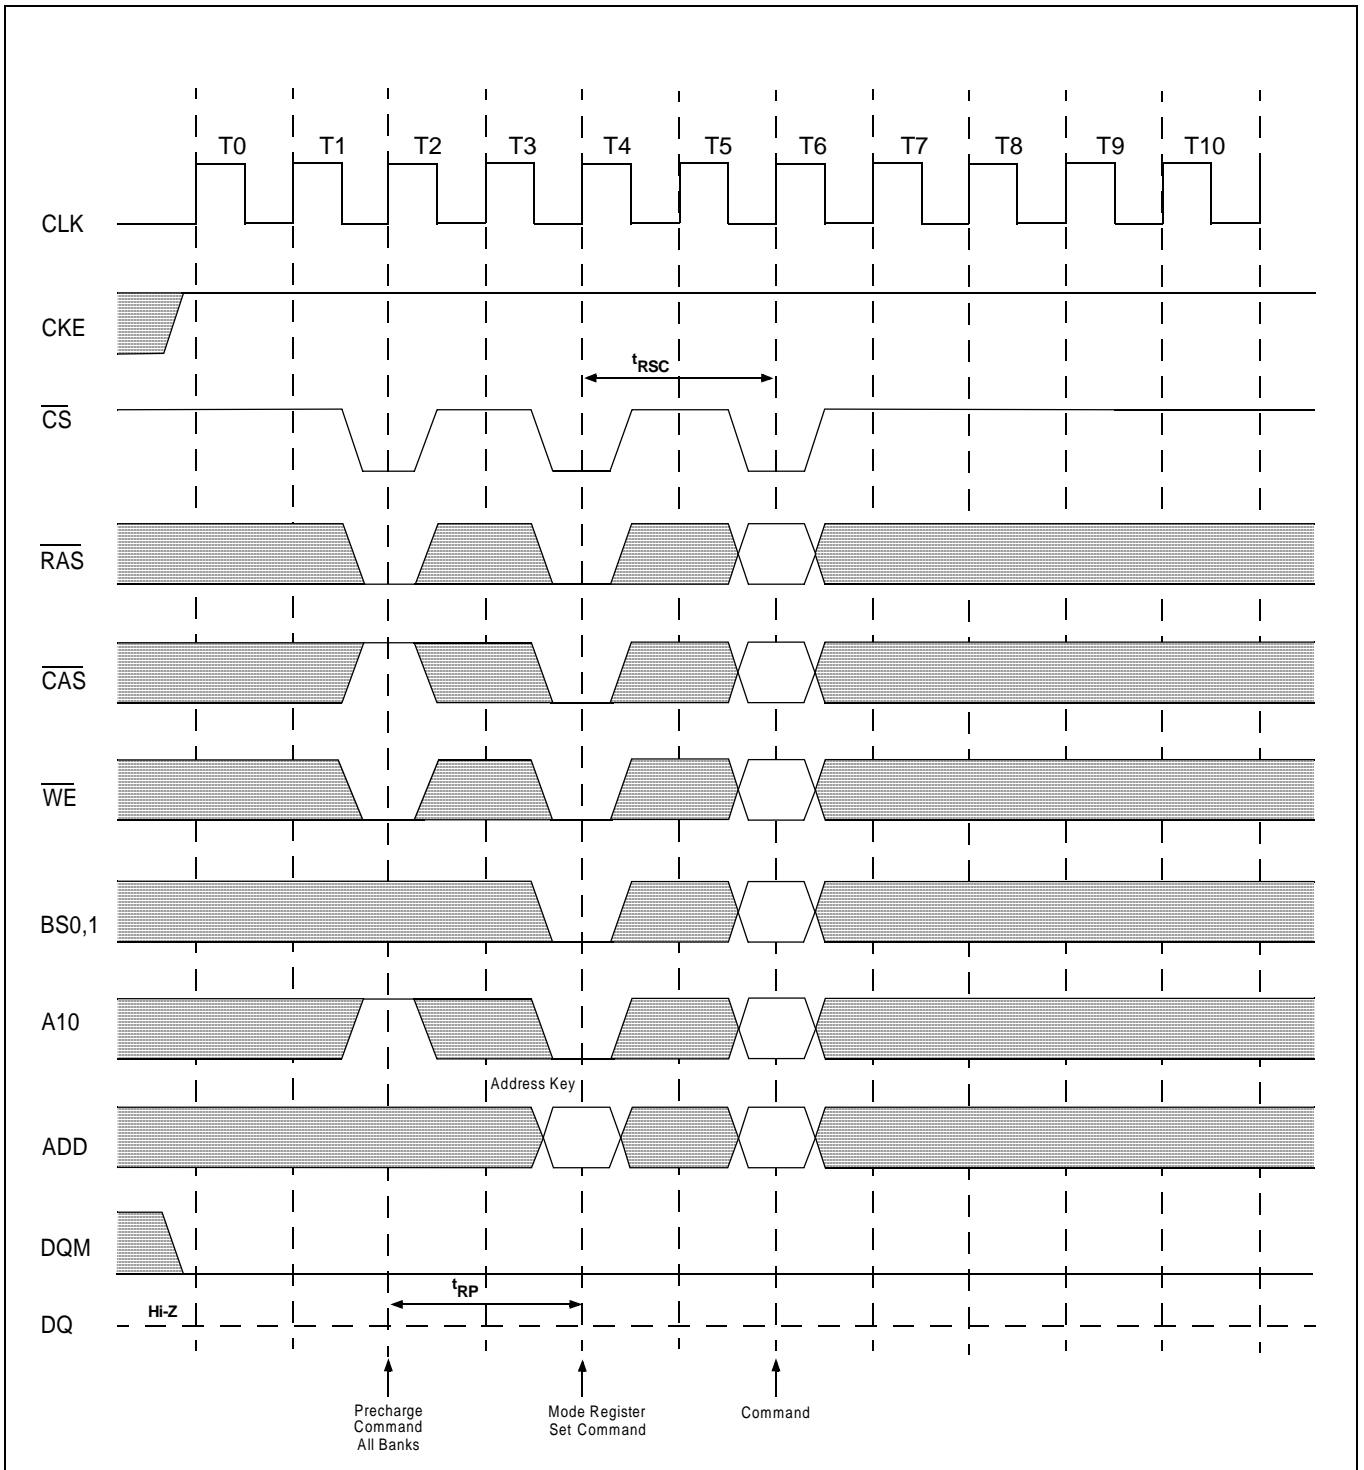 T0 T1 T2 T3 T4 T5 T6 T7 T8 T9 T10
CLK
CKE
tRSC
CS
RAS
CAS
WE
BS0,1
A10
Address Key
ADD
DQM
tRP
Hi-Z
DQ
Precharge
Command
All Banks
Mode Register
Set Command
Command